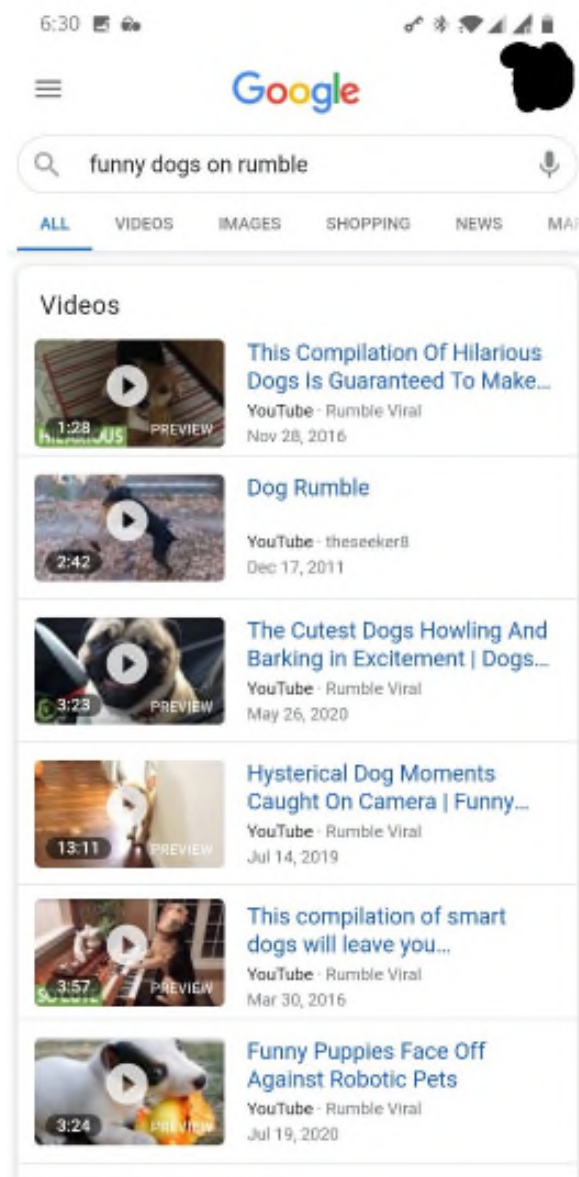 6:30
Google
funny dogs on rumble
ALL VIDEOS IMAGES SHOPPING NEWS MA
Videos
This Compilation Of Hilarious
Dogs Is Guaranteed To Make...
YouTube · Rumble Viral
Nov 28, 2016
1:28 PREVIEW
HILARIOUS
Dog Rumble
YouTube · theseeker8
Dec 17, 2011
2:42
The Cutest Dogs Howling And
Barking in Excitement | Dogs...
YouTube · Rumble Viral
May 26, 2020
3:23 PREVIEW
Hysterical Dog Moments
Caught On Camera | Funny...
YouTube · Rumble Viral
Jul 14, 2019
13:11 PREVIEW
This compilation of smart
dogs will leave you...
YouTube · Rumble Viral
Mar 30, 2016
3:57 PREVIEW
SO CUTE
Funny Puppies Face Off
Against Robotic Pets
YouTube · Rumble Viral
Jul 19, 2020
3:24 PREVIEW